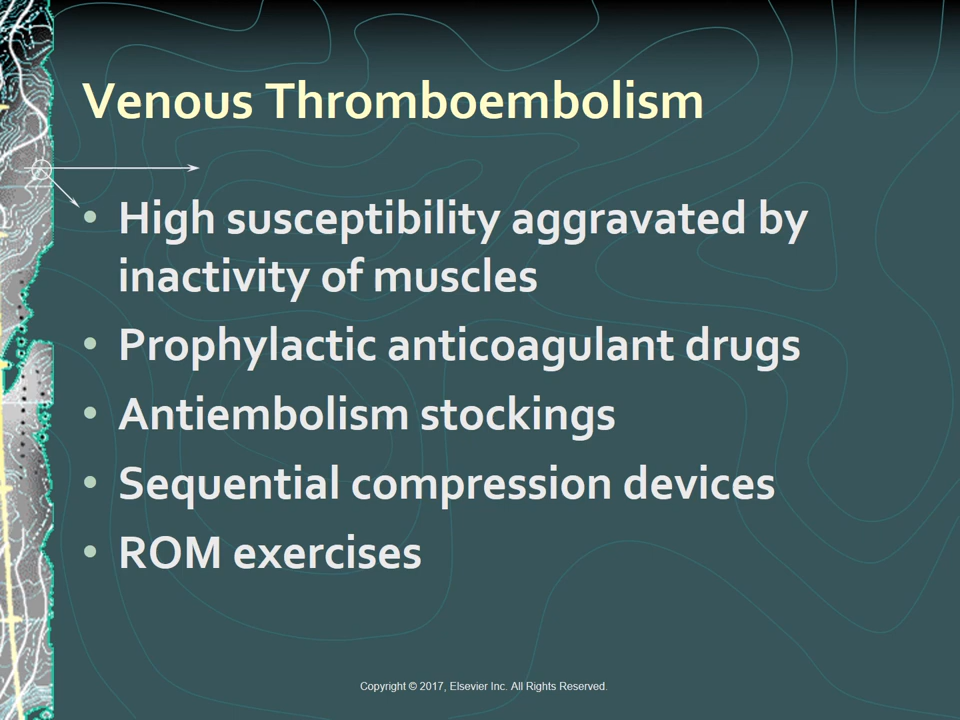 Venous Thromboembolism
• High susceptibility aggravated by
inactivity of muscles
• Prophylactic anticoagulant drugs
• Antiembolism stockings
• Sequential compression devices
• ROM exercises
Copyright © 2017, Elsevier Inc. All Rights Reserved.